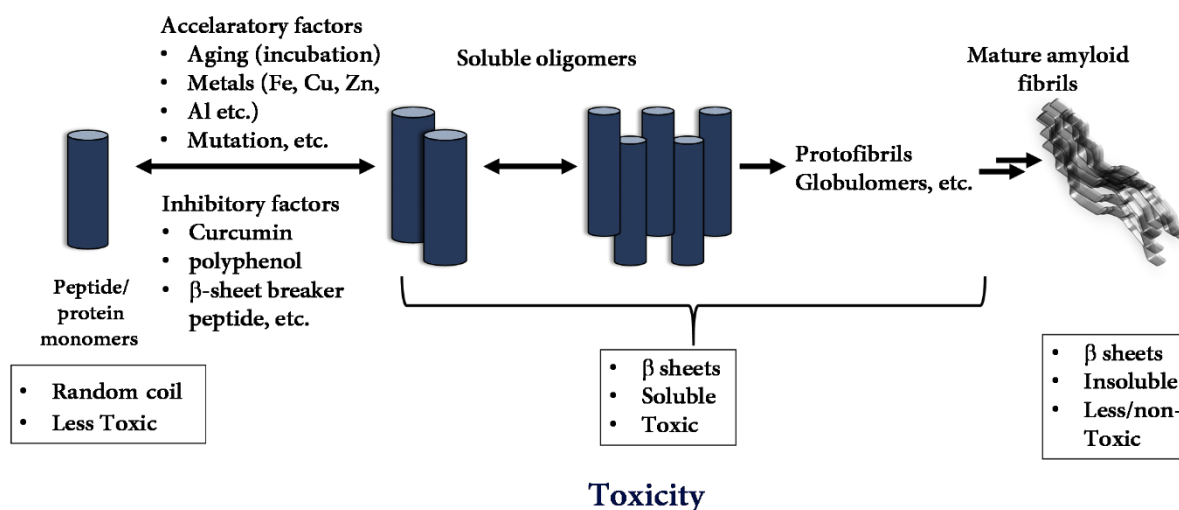 Accelaratory factors
• Aging (incubation)
• Metals (Fe, Cu, Zn,
• Al etc.)
• Mutation, etc.
Inhibitory factors
• Curcumin
• polyphenol
• β-sheet breaker
peptide, etc.
Peptide/
protein
monomers
• Random coil
• Less Toxic
Soluble oligomers
Protofibrils
Globulomers, etc.
Mature amyloid
fibrils
• β sheets
• Soluble
• Toxic
• β sheets
• Insoluble
• Less/non-
Toxic
Toxicity